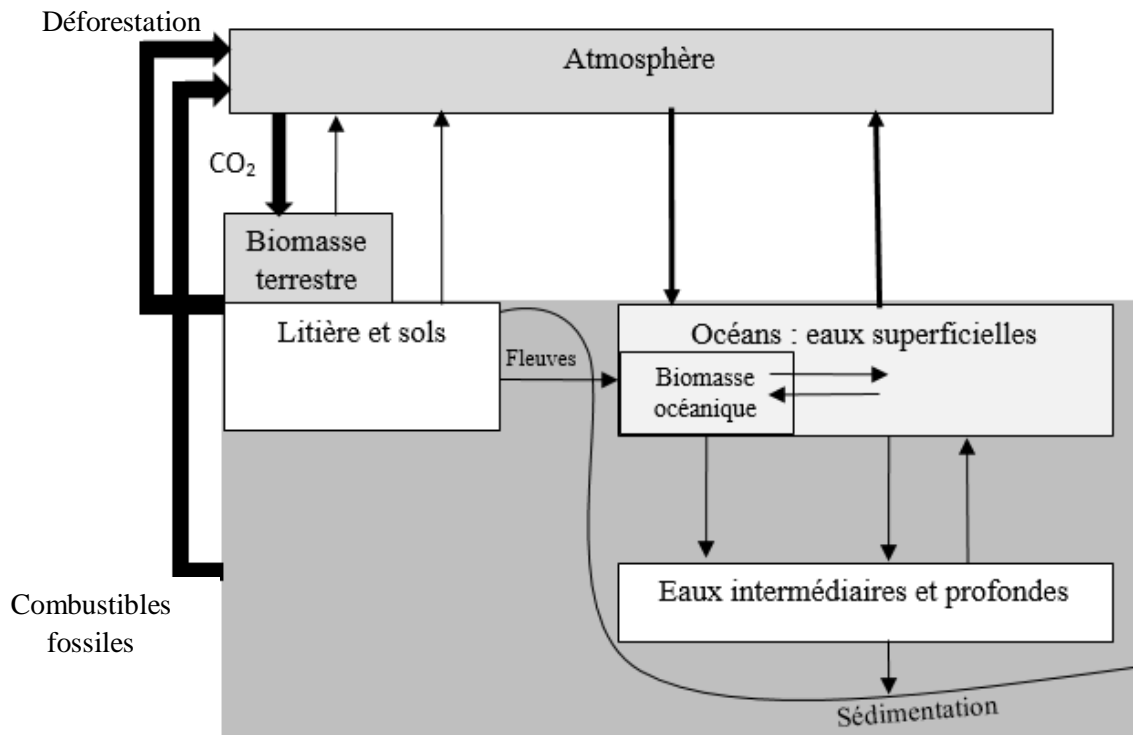 Déforestation
Atmosphère
CO₂
Biomasse
terrestre
Litière et sols
Fleuves
Océans : eaux superficielles
Biomasse
océanique
Eaux intermédiaires et profondes
Combustibles
fossiles
Sédimentation